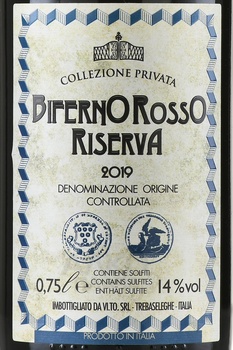 COLLEZIONE PRIVATA
BIFERNO ROSSO
RISERVA
2019
DENOMINAZIONE ORIGINE
CONTROLLATA
0,75 l e
CONTIENE SOLFITI
CONTAINS SULFITES
ENTHÄLT SULFITE
14 %vol
IMBOTTIGLIATO DA VI.TO. SRL - TREBASELEGHE - ITALIA
PRODOTTO IN ITALIA